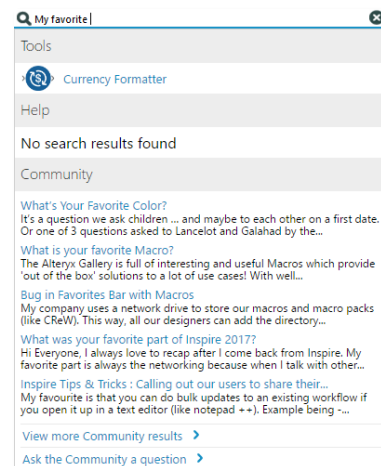 My favorite
Tools
Currency Formatter
Help
No search results found
Community
What's Your Favorite Color?
It's a question we ask children ... and maybe to each other on a first date.
Or one of 3 questions asked to Lancelot and Galahad by the...
What is your favorite Macro?
The Alteryx Gallery is full of interesting and useful Macros which provide
'out of the box' solutions to a lot of use cases! With well...
Bug in Favorites Bar with Macros
My company uses a network drive to store our macros and macro packs
(like CReW). This way, all our designers can add the directory...
What was your favorite part of Inspire 2017?
Hi Everyone, I always love to recap after I come back from Inspire. My
favorite part is always the networking because when I talk with other...
Inspire Tips & Tricks : Calling out our users to share their...
My favourite is that you can do bulk updates to an existing workflow if
you open it up in a text editor (like notepad ++). Example being -...
View more Community results
Ask the Community a question